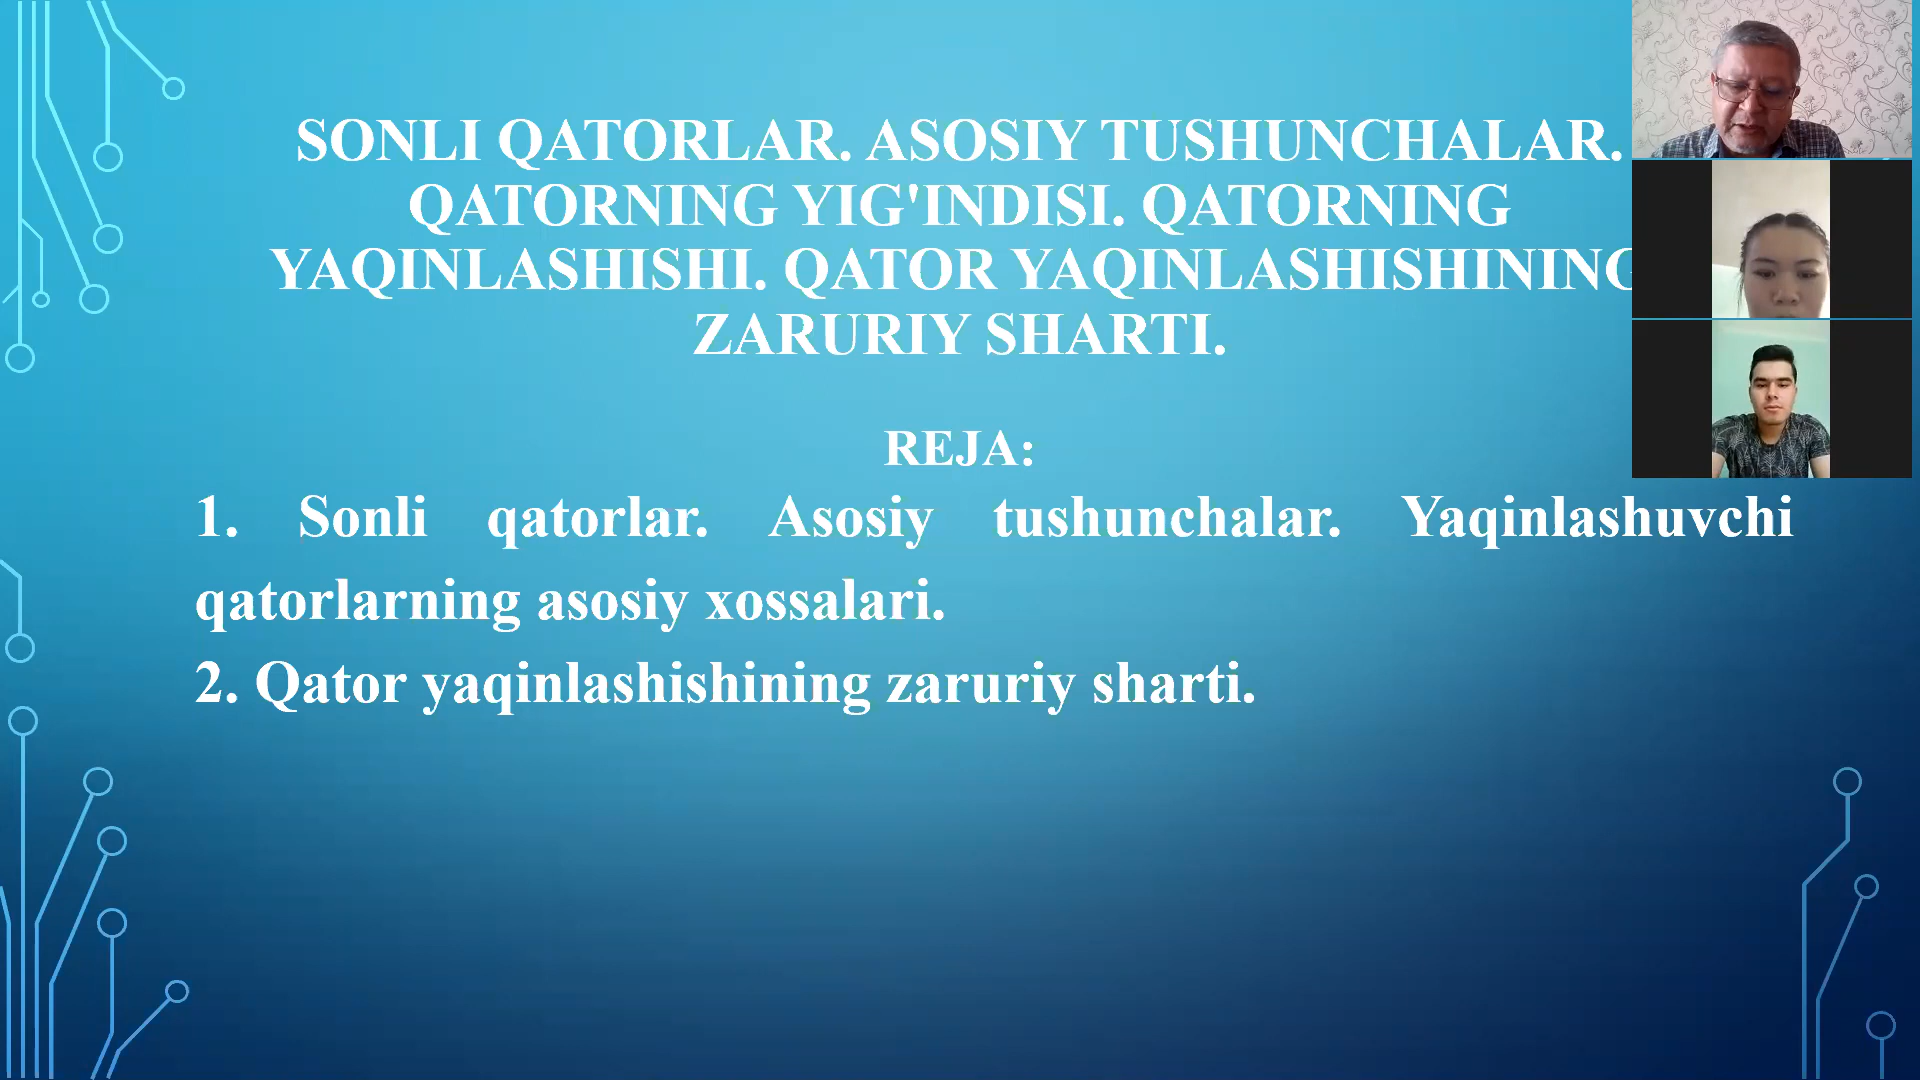 SONLI QATORLAR. ASOSIY TUSHUNCHALAR.
QATORNING YIG'INDISI. QATORNING
YAQINLASHISHI. QATOR YAQINLASHISHINING
ZARURIY SHARTI.
REJA:
1. Sonli qatorlar. Asosiy tushunchalar. Yaqinlashuvchi
qatorlarning asosiy xossalari.
2. Qator yaqinlashishining zaruriy sharti.